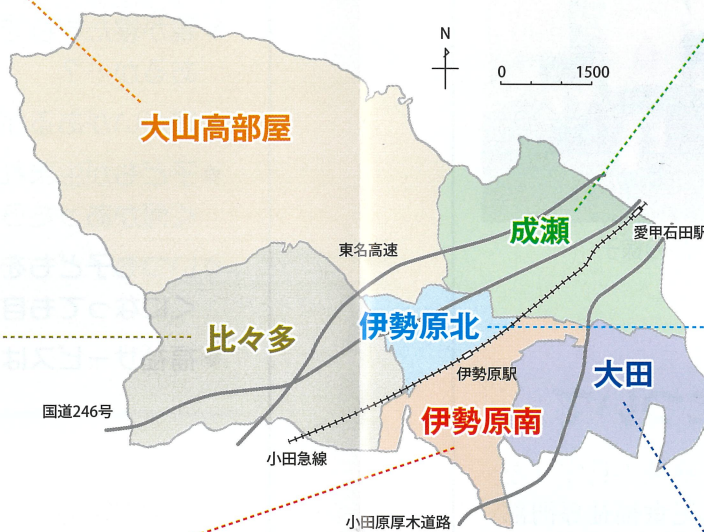 N
0 1500
大山高部屋
成瀬
愛甲石田駅
東名高速
比々多
伊勢原北
伊勢原駅
大田
国道246号
伊勢原南
小田急線
小田原厚木道路